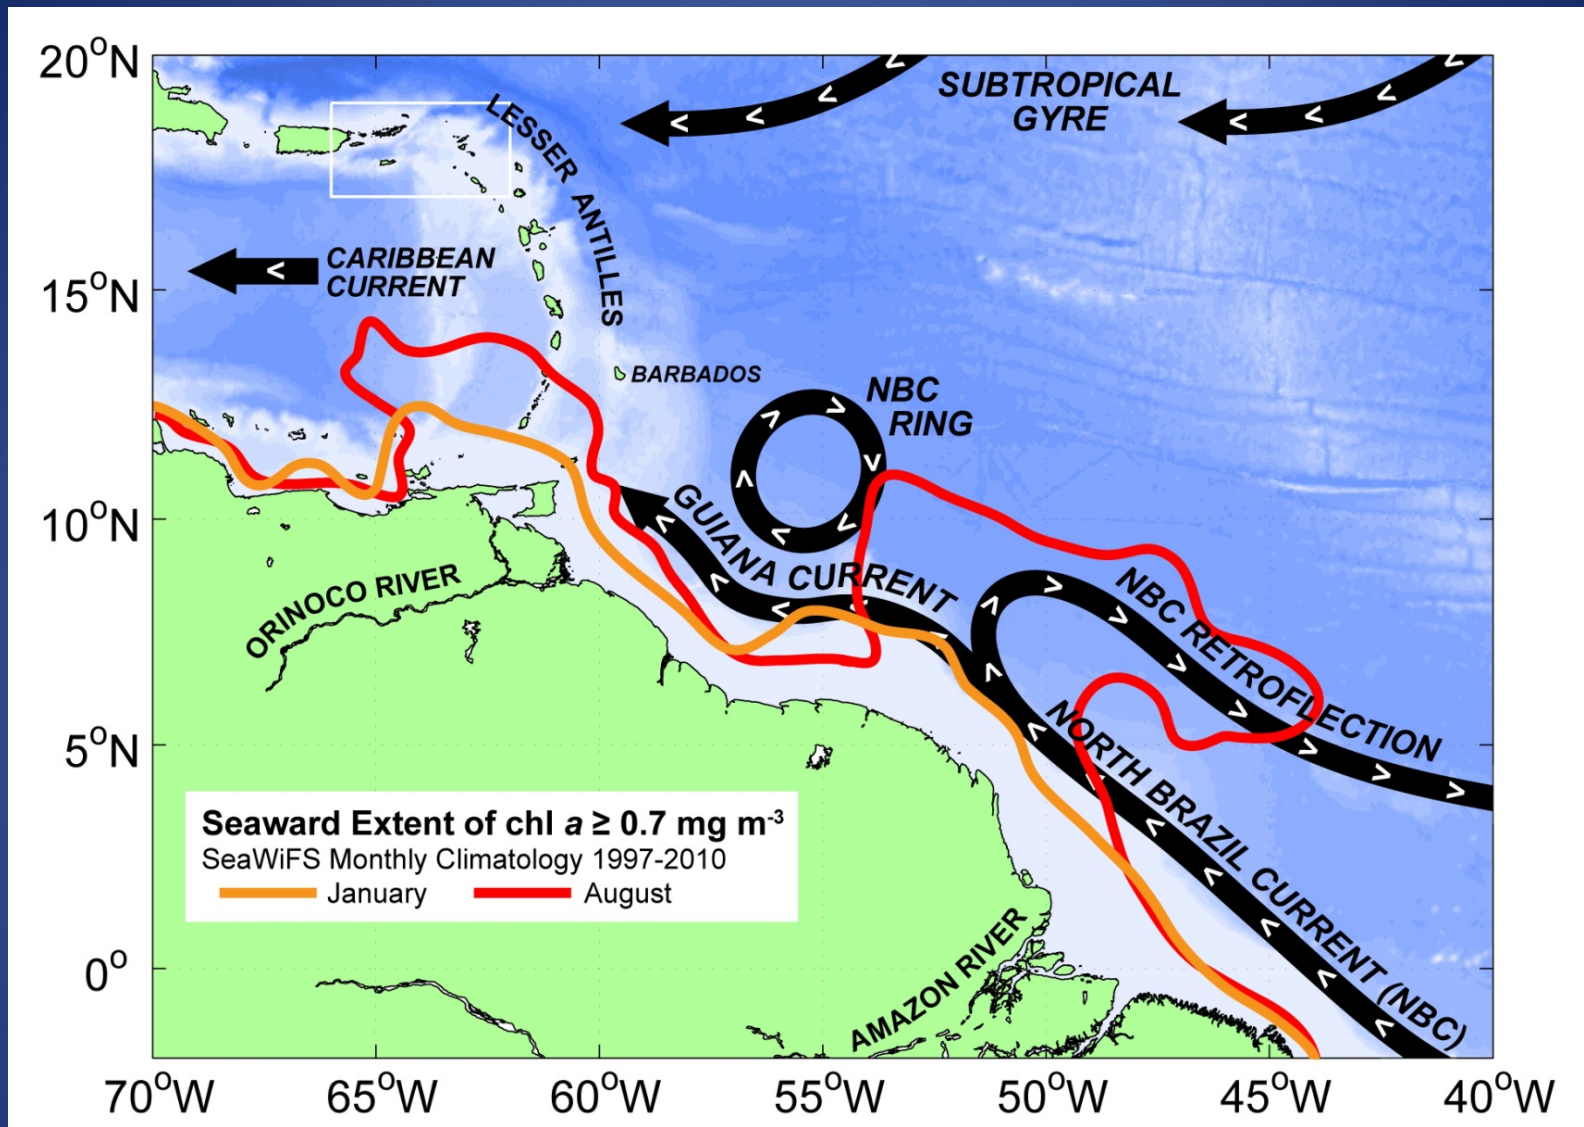 20°N
15°N
10°N
5°N
0°
70°W
65°W
60°W
55°W
50°W
45°W
40°W
SUBTROPICAL
GYRE
LESSER ANTILLES
CARIBBEAN
CURRENT
BARBADOS
NBC
RING
GUIANA CURRENT
NBC RETROFLECTION
NORTH BRAZIL CURRENT (NBC)
ORINOCO RIVER
AMAZON RIVER
Seaward Extent of chl a ≥ 0.7 mg m⁻³
SeaWiFS Monthly Climatology 1997-2010
January
August